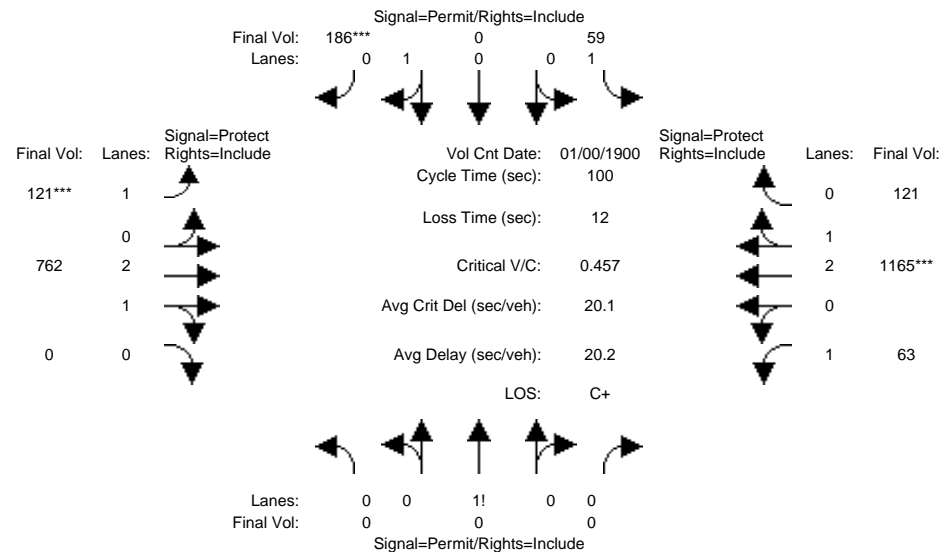 Signal=Permit/Rights=Include
Final Vol: 186*** 0 59
Lanes: 0 1 0 0 1
Signal=Protect Signal=Protect
Final Vol: Lanes: Rights=Include Vol Cnt Date: 01/00/1900 Rights=Include Lanes: Final Vol:
Cycle Time (sec): 100
121*** 1 0 121
Loss Time (sec): 12
0 1
762 2 Critical V/C: 0.457 2 1165***
1 Avg Crit Del (sec/veh): 20.1 0
0 0 Avg Delay (sec/veh): 20.2 1 63
LOS: C+
Lanes: 0 0 1! 0 0
Final Vol: 0 0 0
Signal=Permit/Rights=Include